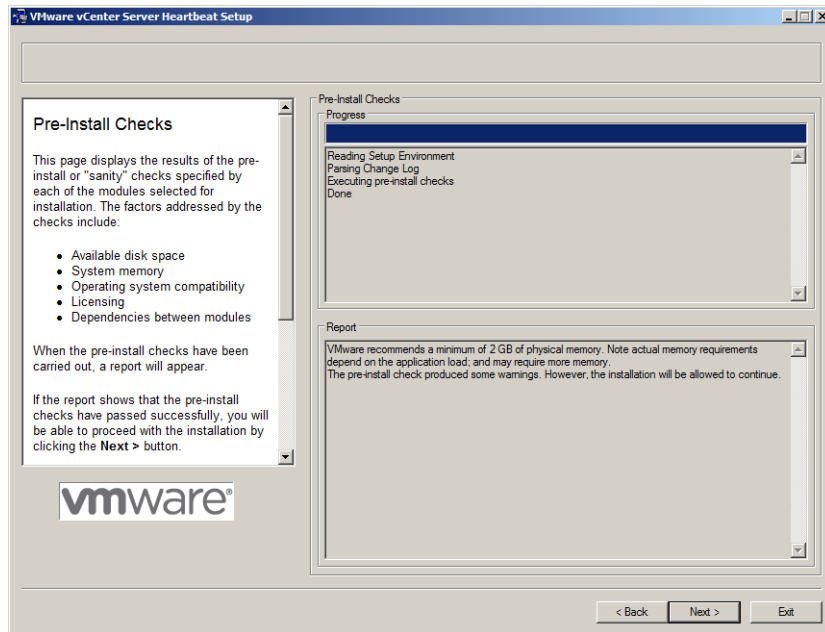 VMware vCenter Server Heartbeat Setup
Pre-Install Checks
This page displays the results of the pre-
install or "sanity" checks specified by
each of the modules selected for
installation. The factors addressed by the
checks include:
• Available disk space
• System memory
• Operating system compatibility
• Licensing
• Dependencies between modules
When the pre-install checks have been
carried out, a report will appear.
If the report shows that the pre-install
checks have passed successfully, you will
be able to proceed with the installation by
clicking the Next > button.
vmware®
Pre-Install Checks
Progress
Reading Setup Environment
Parsing Change Log
Executing pre-install checks
Done
Report
VMware recommends a minimum of 2 GB of physical memory. Note actual memory requirements
depend on the application load; and may require more memory.
The pre-install check produced some warnings. However, the installation will be allowed to continue.
< Back Next > Exit